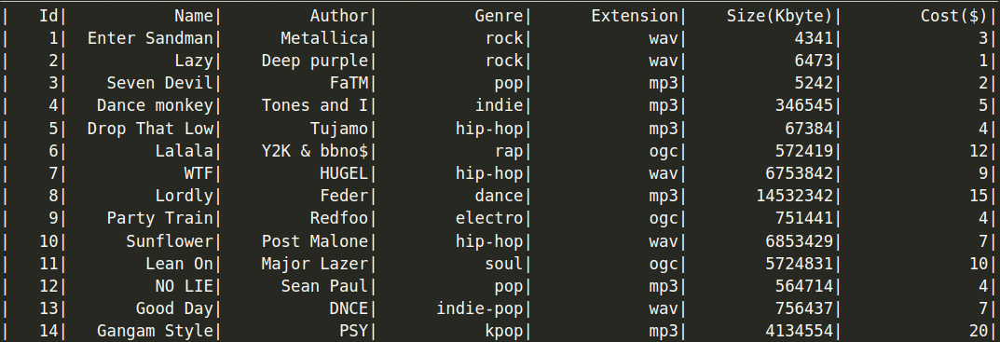 |   Id|           Name|         Author|          Genre|      Extension|    Size(Kbyte)|        Cost($)|
|    1|  Enter Sandman|      Metallica|           rock|            wav|           4341|              3|
|    2|           Lazy|    Deep purple|           rock|            wav|           6473|              1|
|    3|    Seven Devil|           FaTM|            pop|            mp3|           5242|              2|
|    4|   Dance monkey|    Tones and I|          indie|            mp3|         346545|              5|
|    5|  Drop That Low|         Tujamo|        hip-hop|            mp3|          67384|              4|
|    6|         Lalala|    Y2K & bbno$|            rap|            ogc|         572419|             12|
|    7|            WTF|          HUGEL|        hip-hop|            wav|        6753842|              9|
|    8|         Lordly|          Feder|          dance|            mp3|       14532342|             15|
|    9|    Party Train|         Redfoo|        electro|            ogc|         751441|              4|
|   10|      Sunflower|    Post Malone|        hip-hop|            wav|        6853429|              7|
|   11|        Lean On|    Major Lazer|           soul|            ogc|        5724831|             10|
|   12|         NO LIE|      Sean Paul|            pop|            mp3|         564714|              4|
|   13|       Good Day|           DNCE|      indie-pop|            wav|         756437|              7|
|   14|   Gangam Style|            PSY|           kpop|            mp3|        4134554|             20|